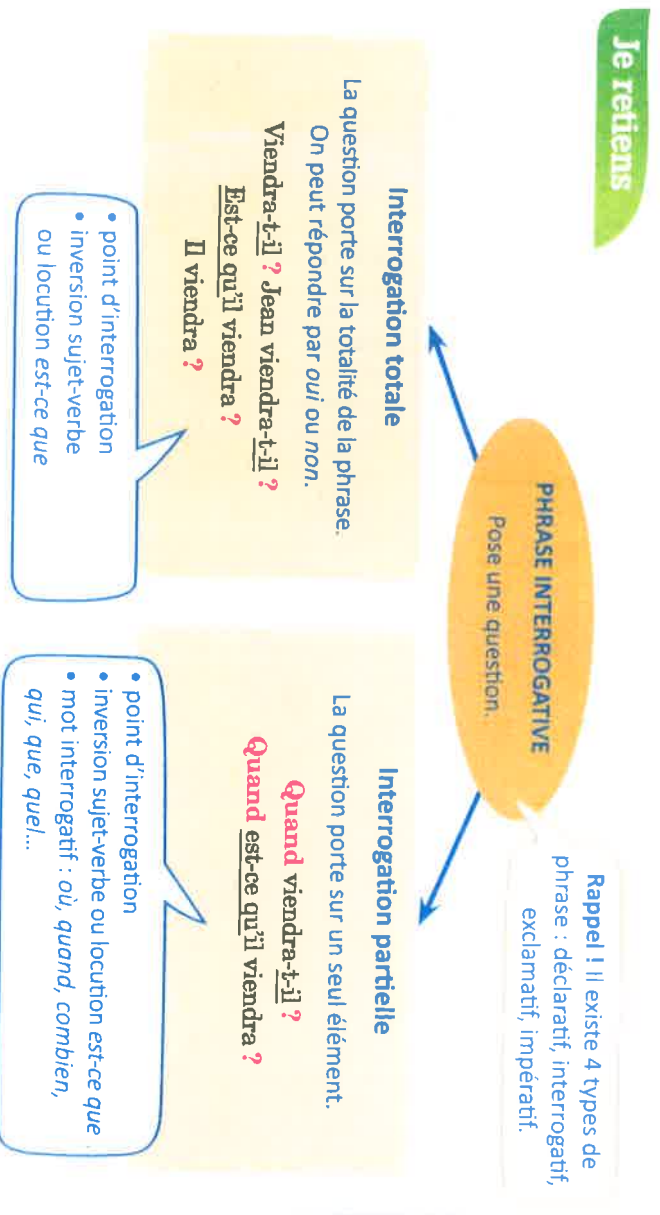 Je retiens
PHRASE INTERROGATIVE
Pose une question.
Rappel ! Il existe 4 types de
phrase : déclaratif, interrogatif,
exclamatif, impératif.
Interrogation totale
La question porte sur la totalité de la phrase.
On peut répondre par oui ou non.
Viendra-t-il ? Jean viendra-t-il ?
Est-ce qu'il viendra ?
Il viendra ?
• point d'interrogation
• inversion sujet-verbe
ou locution est-ce que
Interrogation partielle
La question porte sur un seul élément.
Quand viendra-t-il ?
Quand est-ce qu'il viendra ?
• point d'interrogation
• inversion sujet-verbe ou locution est-ce que
• mot interrogatif : où, quand, combien,
qui, que, quel...